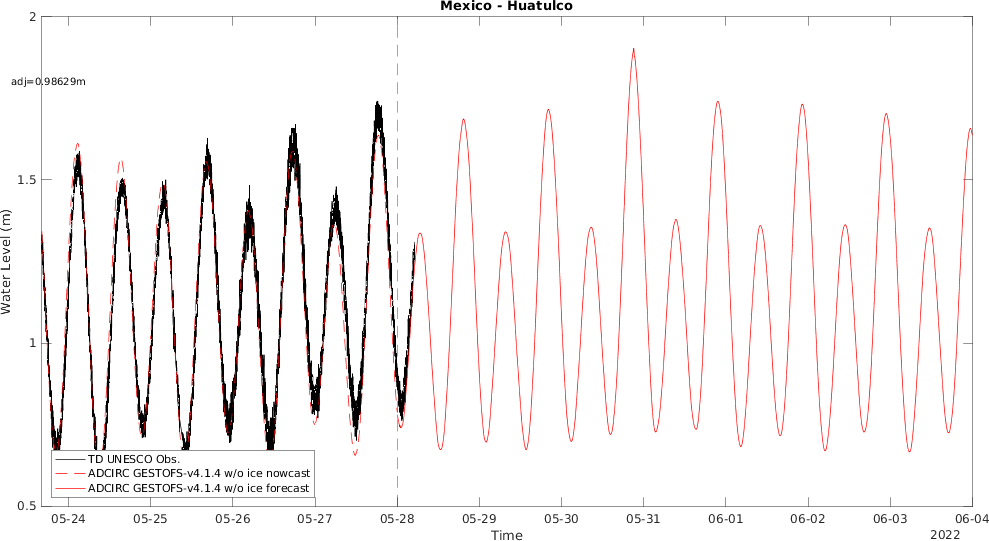 Mexico - Huatulco
adj=0.98629m
Water Level (m)
2
1.5
1
0.5
TD UNESCO Obs.
ADCIRC GESTOFS-v4.1.4 w/o ice nowcast
ADCIRC GESTOFS-v4.1.4 w/o ice forecast
05-24 05-25 05-26 05-27 05-28 05-29 05-30 05-31 06-01 06-02 06-03 06-04
Time
2022